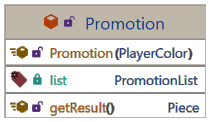 Promotion
Promotion(PlayerColor)
list PromotionList
getResult() Piece